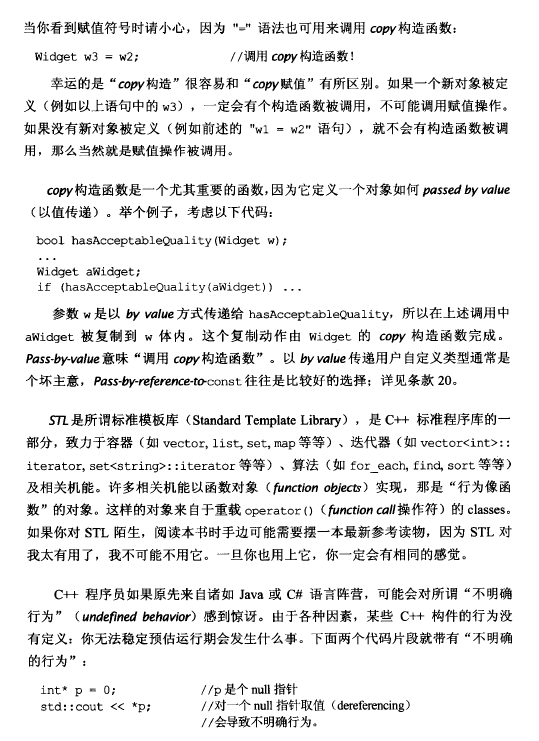 当你看到赋值符号时请小心，因为 "=" 语法也可用来调用 copy 构造函数：
Widget w3 = w2; //调用 copy 构造函数！
幸运的是“copy构造”很容易和“copy赋值”有所区别。如果一个新对象被定
义（例如以上语句中的 w3），一定会有个构造函数被调用，不可能调用赋值操作。
如果没有新对象被定义（例如前述的 "w1 = w2" 语句），就不会有构造函数被调
用，那么当然就是赋值操作被调用。
copy 构造函数是一个尤其重要的函数，因为它定义一个对象如何 passed by value
（以值传递）。举个例子，考虑以下代码：
bool hasAcceptableQuality(Widget w);
...
Widget aWidget;
if (hasAcceptableQuality(aWidget)) ...
参数 w 是以 by value 方式传递给 hasAcceptableQuality，所以在上述调用中
aWidget 被复制到 w 体内。这个复制动作由 Widget 的 copy 构造函数完成。
Pass-by-value 意味“调用 copy 构造函数”。以 by value 传递用户自定义类型通常是
个坏主意，Pass-by-reference-to-const 往往是比较好的选择；详见条款 20。
STL 是所谓标准模板库（Standard Template Library），是 C++ 标准程序库的一
部分，致力于容器（如 vector, list, set, map 等等）、迭代器（如 vector<int>::
iterator, set<string>::iterator 等等）、算法（如 for_each, find, sort 等等）
及相关机能。许多相关机能以函数对象（function objects）实现，那是“行为像函
数”的对象。这样的对象来自于重载 operator()（function call 操作符）的 classes。
如果你对 STL 陌生，阅读本书时手边可能需要摆一本最新参考读物，因为 STL 对
我太有用了，我不可能不用它。一旦你也用上它，你一定会有相同的感觉。
C++ 程序员如果原先来自诸如 Java 或 C# 语言阵营，可能会对所谓“不明确
行为”（undefined behavior）感到惊讶。由于各种因素，某些 C++ 构件的行为没
有定义：你无法稳定预估运行期会发生什么事。下面两个代码片段就带有“不明确
的行为”：
int* p = 0; //p 是个 null 指针
std::cout << *p; //对一个 null 指针取值（dereferencing）
//会导致不明确行为。